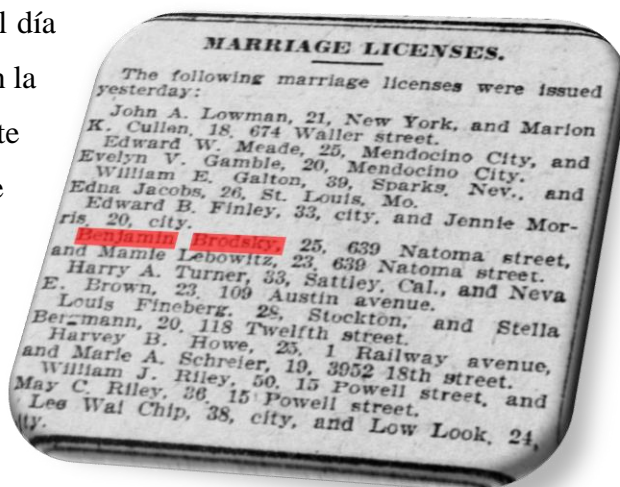 l día
n la
te
e
MARRIAGE LICENSES.
The following marriage licenses were issued
yesterday:
John A. Lowman, 21, New York, and Marion
K. Cullen, 18, 674 Waller street.
Edward W. Meade, 25, Mendocino City, and
Evelyn V. Gamble, 20, Mendocino City.
William E. Galton, 39, Sparks, Nev., and
Edna Jacobs, 26, St. Louis, Mo.
Edward B. Finley, 33, city, and Jennie Mor-
ris, 20, city.
Benjamin Brodsky, 25, 639 Natoma street,
and Mamie Lebowitz, 23, 639 Natoma street.
Harry A. Turner, 33, Sattley, Cal., and Neva
E. Brown, 23, 109 Austin avenue.
Louis Fineberg, 28, Stockton, and Stella
Bergmann, 20, 118 Twelfth street.
Harvey B. Howe, 25, 1 Railway avenue,
and Marie A. Schreier, 19, 3952 18th street.
William J. Riley, 50, 15 Powell street, and
May C. Riley, 36, 15 Powell street.
Lee Wai Chip, 38, city, and Low Look, 24,
ty.